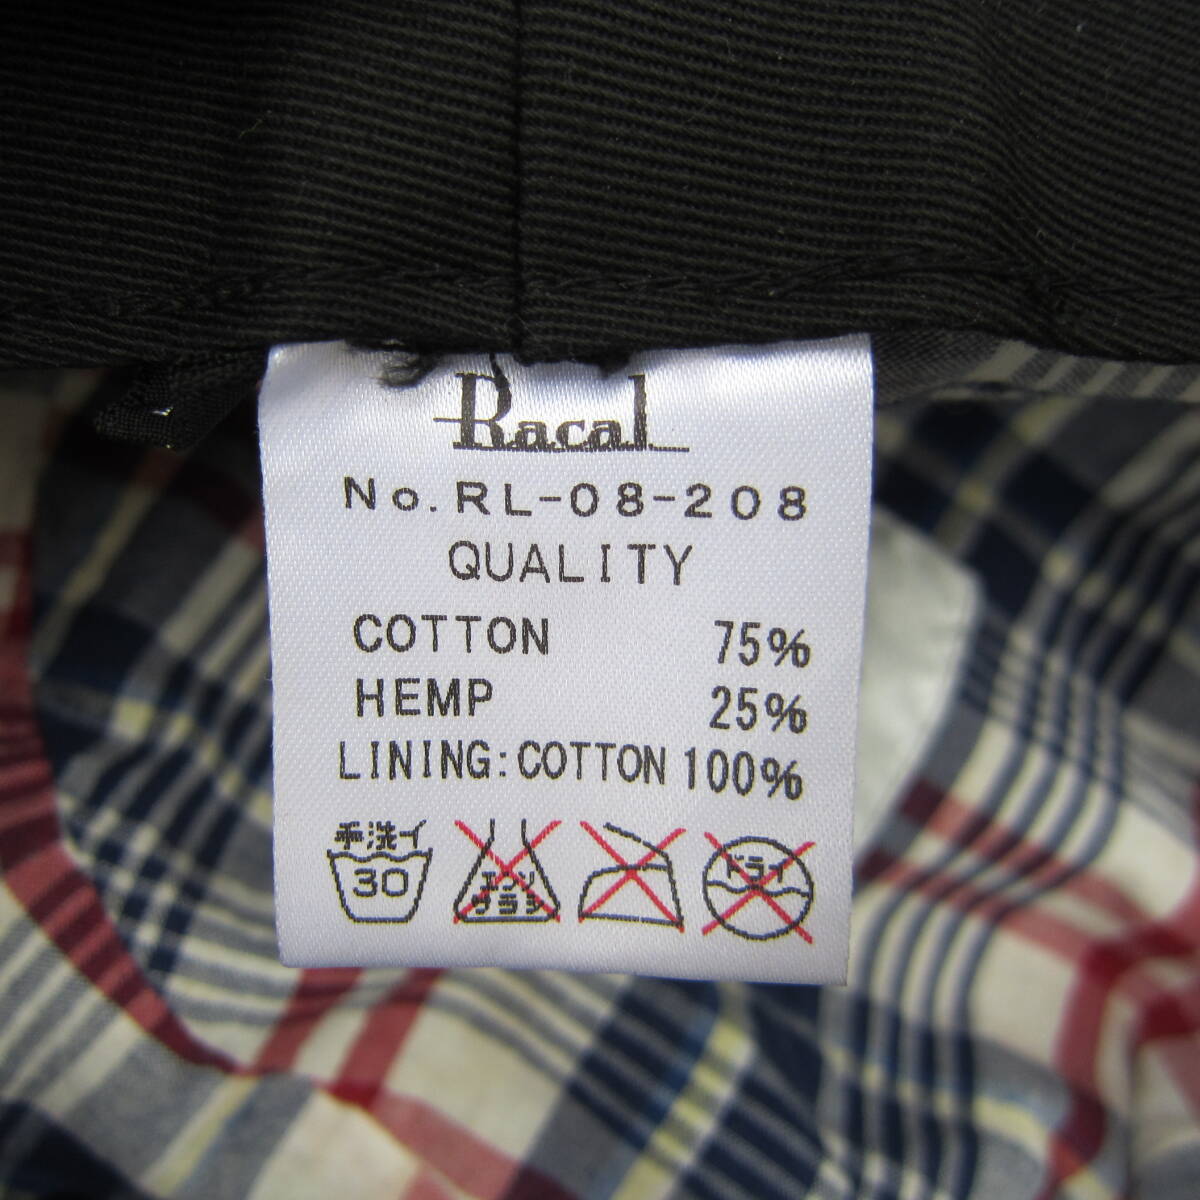 Racal
No. RL-08-208
QUALITY
COTTON 75%
HEMP 25%
LINING: COTTON 100%
手洗イ
30
エンソ
サラシ
ドライ